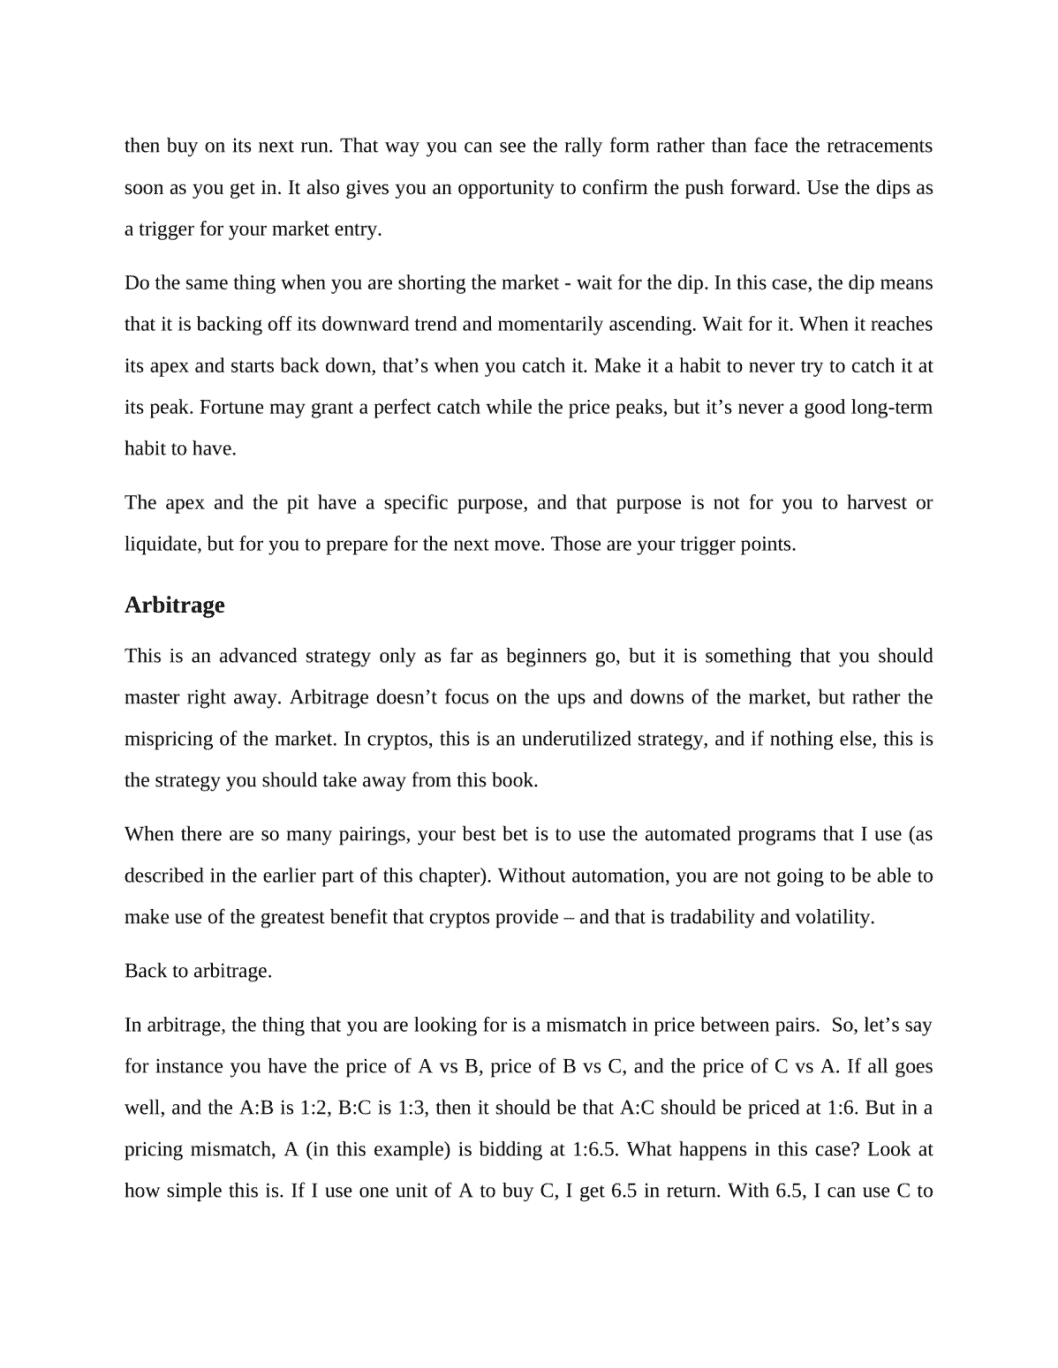 then buy on its next run. That way you can see the rally form rather than face the retracements
soon as you get in. It also gives you an opportunity to confirm the push forward. Use the dips as
a trigger for your market entry.
Do the same thing when you are shorting the market - wait for the dip. In this case, the dip means
that it is backing off its downward trend and momentarily ascending. Wait for it. When it reaches
its apex and starts back down, that’s when you catch it. Make it a habit to never try to catch it at
its peak. Fortune may grant a perfect catch while the price peaks, but it’s never a good long-term
habit to have.
The apex and the pit have a specific purpose, and that purpose is not for you to harvest or
liquidate, but for you to prepare for the next move. Those are your trigger points.
Arbitrage
This is an advanced strategy only as far as beginners go, but it is something that you should
master right away. Arbitrage doesn’t focus on the ups and downs of the market, but rather the
mispricing of the market. In cryptos, this is an underutilized strategy, and if nothing else, this is
the strategy you should take away from this book.
When there are so many pairings, your best bet is to use the automated programs that I use (as
described in the earlier part of this chapter). Without automation, you are not going to be able to
make use of the greatest benefit that cryptos provide – and that is tradability and volatility.
Back to arbitrage.
In arbitrage, the thing that you are looking for is a mismatch in price between pairs.  So, let’s say
for instance you have the price of A vs B, price of B vs C, and the price of C vs A. If all goes
well, and the A:B is 1:2, B:C is 1:3, then it should be that A:C should be priced at 1:6. But in a
pricing mismatch, A (in this example) is bidding at 1:6.5. What happens in this case? Look at
how simple this is. If I use one unit of A to buy C, I get 6.5 in return. With 6.5, I can use C to